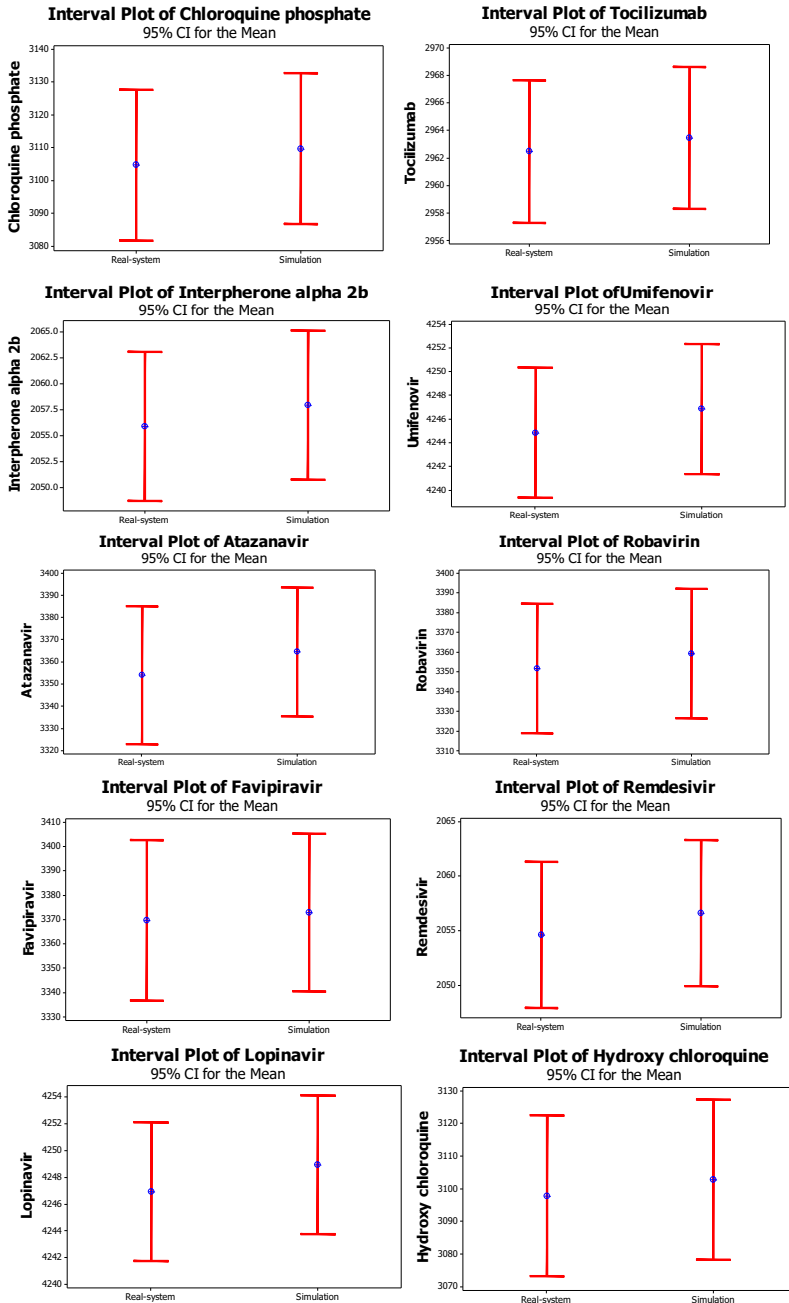 Interval Plot of Chloroquine phosphate
95% CI for the Mean
Chloroquine phosphate
3140
3130
3120
3110
3100
3090
3080
Real-system
Simulation
Interval Plot of Tocilizumab
95% CI for the Mean
Tocilizumab
2970
2968
2966
2964
2962
2960
2958
2956
Real-system
Simulation
Interval Plot of Interpherone alpha 2b
95% CI for the Mean
Interpherone alpha 2b
2065.0
2062.5
2060.0
2057.5
2055.0
2052.5
2050.0
Real-system
Simulation
Interval Plot ofUmifenovir
95% CI for the Mean
Umifenovir
4254
4252
4250
4248
4246
4244
4242
4240
Real-system
Simulation
Interval Plot of Atazanavir
95% CI for the Mean
Atazanavir
3400
3390
3380
3370
3360
3350
3340
3330
3320
Real-system
Simulation
Interval Plot of Robavirin
95% CI for the Mean
Robavirin
3400
3390
3380
3370
3360
3350
3340
3330
3320
3310
Real-system
Simulation
Interval Plot of Favipiravir
95% CI for the Mean
Favipiravir
3410
3400
3390
3380
3370
3360
3350
3340
3330
Real-system
Simulation
Interval Plot of Remdesivir
95% CI for the Mean
Remdesivir
2065
2060
2055
2050
Real-system
Simulation
Interval Plot of Lopinavir
95% CI for the Mean
Lopinavir
4254
4252
4250
4248
4246
4244
4242
4240
Real-system
Simulation
Interval Plot of Hydroxy chloroquine
95% CI for the Mean
Hydroxy chloroquine
3130
3120
3110
3100
3090
3080
3070
Real-system
Simulation